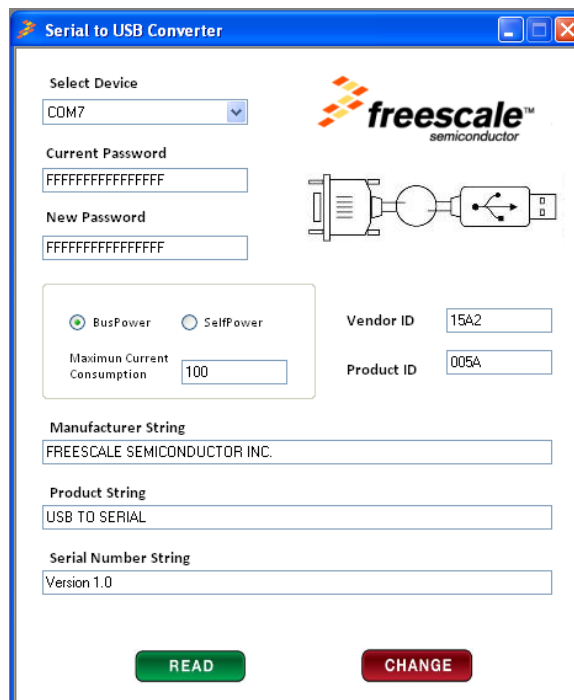 Serial to USB Converter
Select Device
COM7
freescale™
semiconductor
Current Password
FFFFFFFFFFFFFFFF
New Password
FFFFFFFFFFFFFFFF
BusPower SelfPower
Maximun Current
Consumption 100
Vendor ID 15A2
Product ID 005A
Manufacturer String
FREESCALE SEMICONDUCTOR INC.
Product String
USB TO SERIAL
Serial Number String
Version 1.0
READ CHANGE